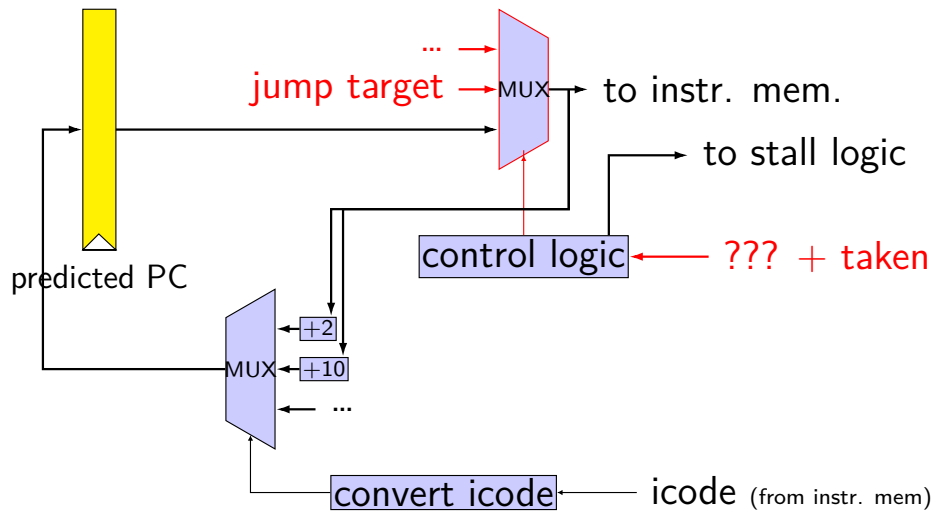 ...
jump target
MUX
to instr. mem.
to stall logic
control logic
??? + taken
predicted PC
+2
MUX
+10
...
convert icode
icode (from instr. mem)